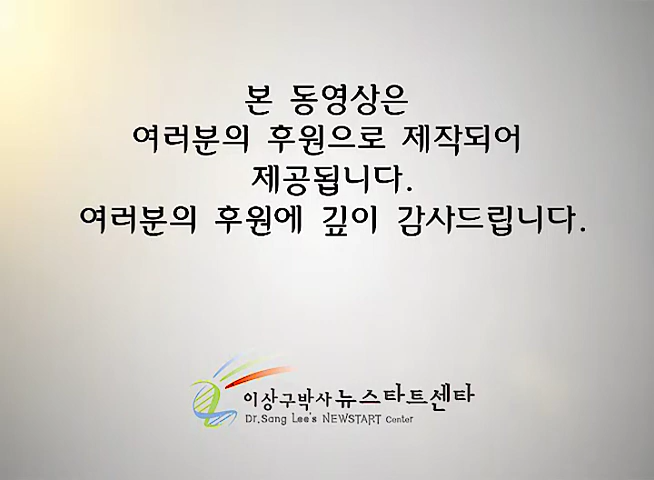 본 동영상은
여러분의 후원으로 제작되어
제공됩니다.
여러분의 후원에 깊이 감사드립니다.
이상구박사 뉴스타트센타
Dr.Sang Lee's NEWSTART Center